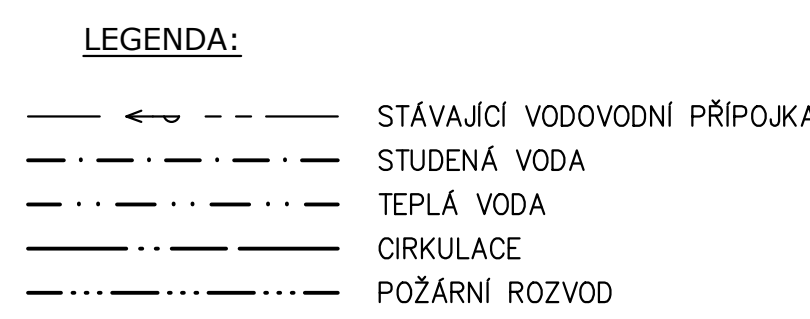 LEGENDA:
STÁVAJÍCÍ VODOVODNÍ PŘÍPOJKA
STUDENÁ VODA
TEPLÁ VODA
CIRKULACE
POŽÁRNÍ ROZVOD